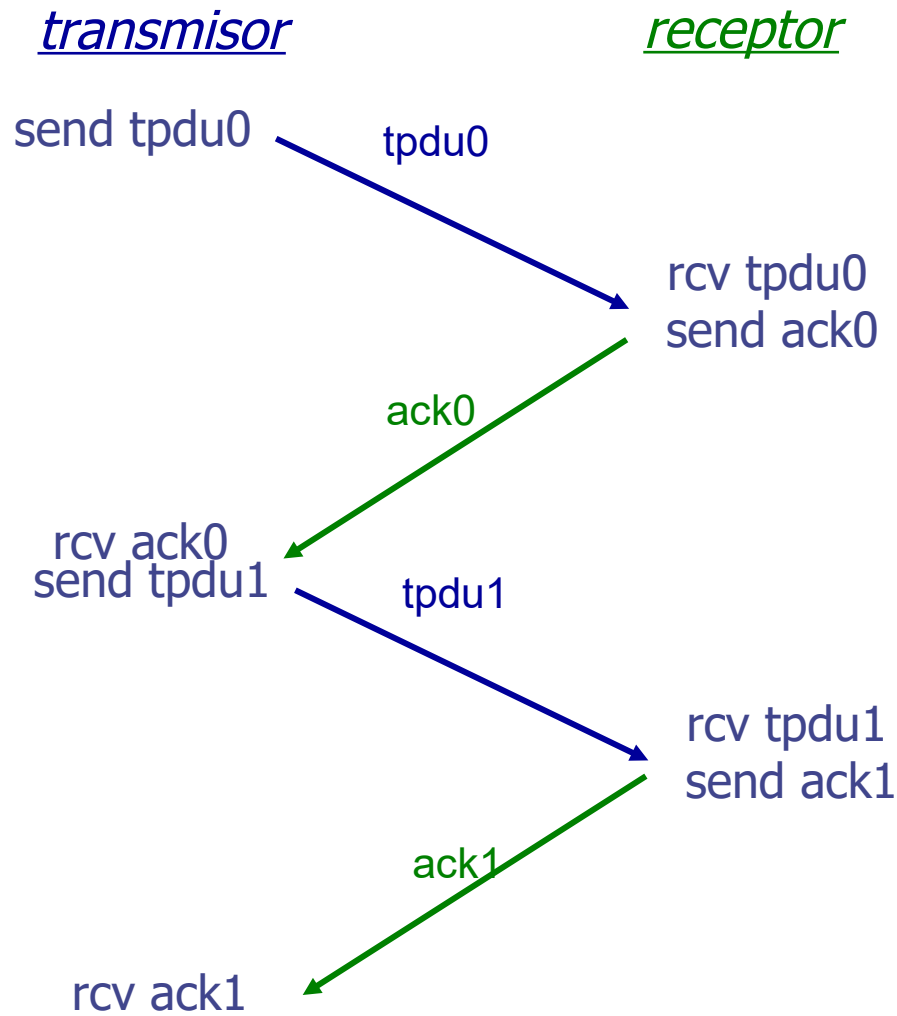 transmisor
receptor
send tpdu0
tpdu0
rcv tpdu0
send ack0
ack0
rcv ack0
send tpdu1
tpdu1
rcv tpdu1
send ack1
ack1
rcv ack1